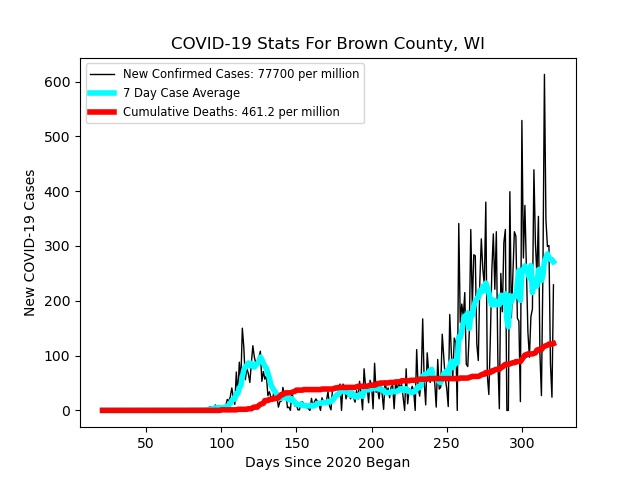 COVID-19 Stats For Brown County, WI
New Confirmed Cases: 77700 per million
7 Day Case Average
Cumulative Deaths: 461.2 per million
New COVID-19 Cases
600
500
400
300
200
100
0
50 100 150 200 250 300
Days Since 2020 Began